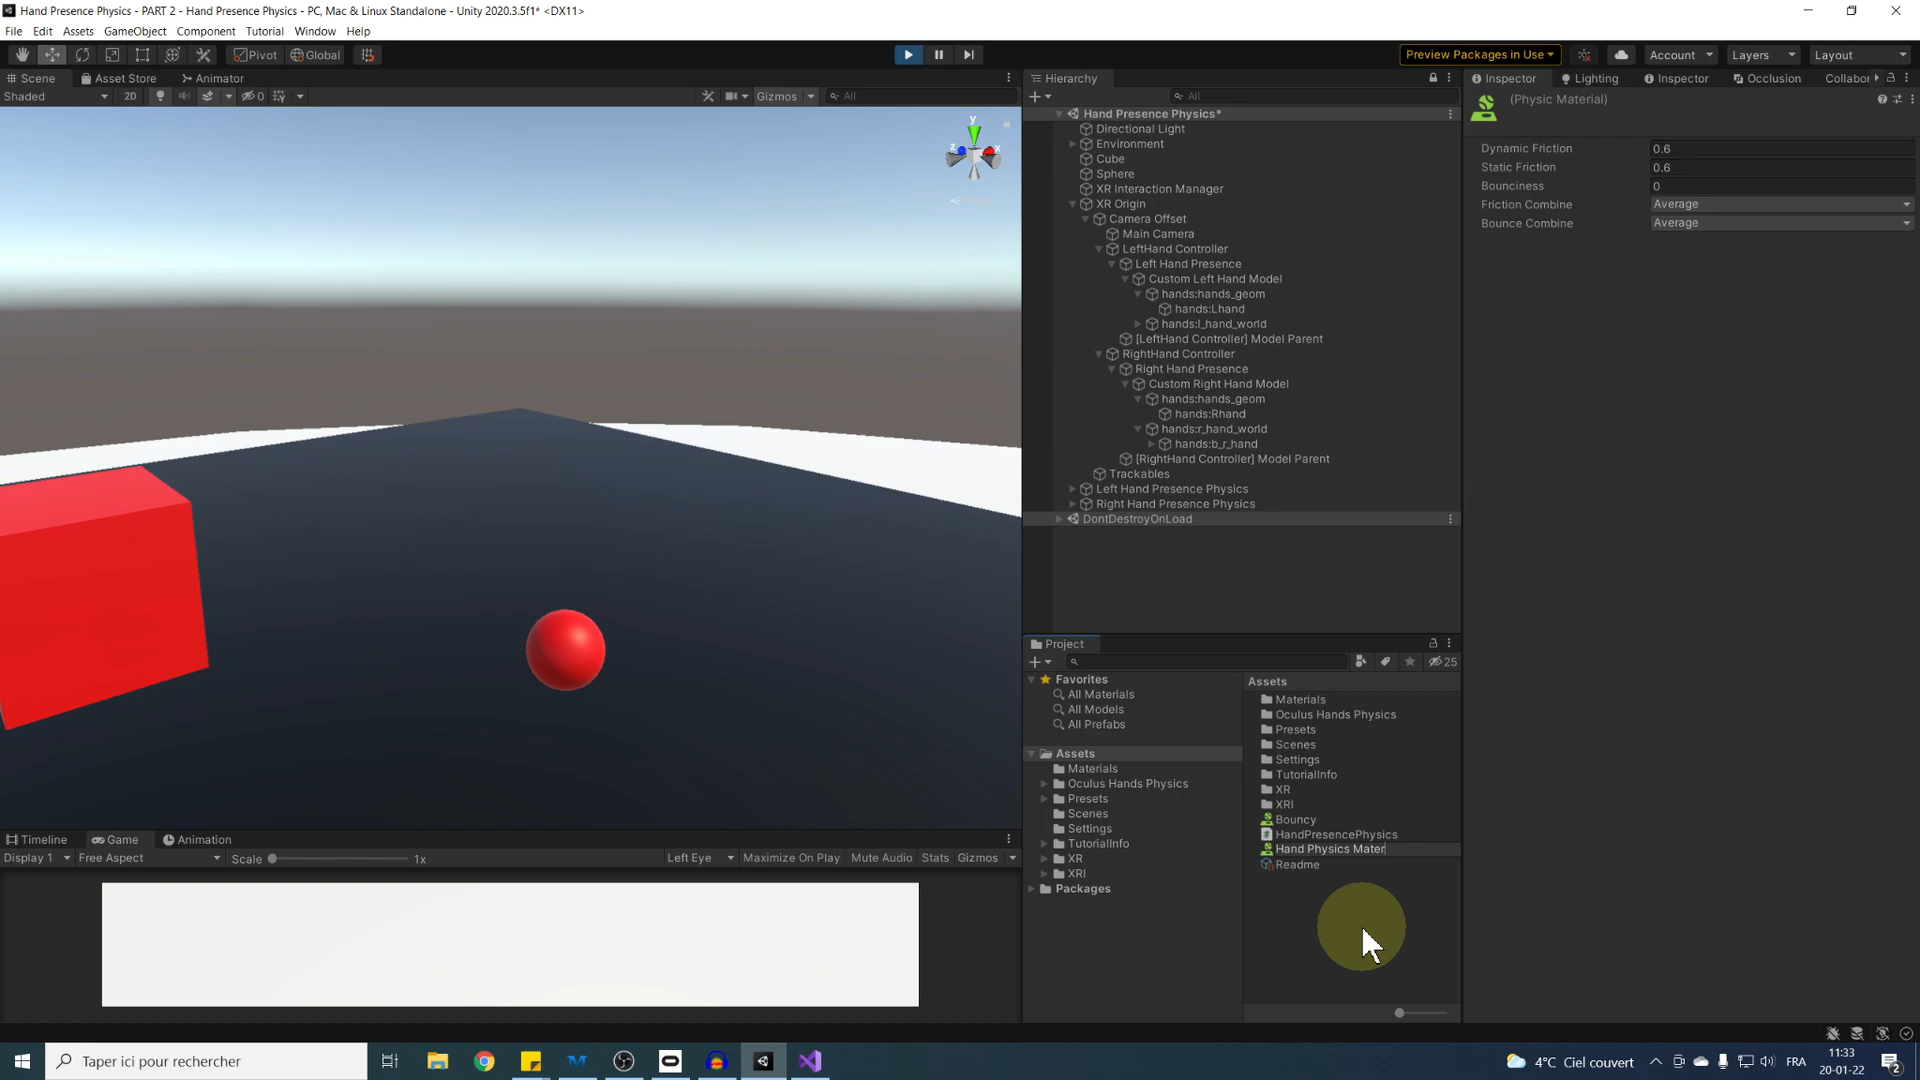 Hand Presence Physics - PART 2 - Hand Presence Physics - PC, Mac & Linux Standalone - Unity 2020.3.5f1* <DX11>
File Edit Assets GameObject Component Tutorial Window Help
Pivot Global Preview Packages in Use Account Layers Layout
Scene Asset Store Animator
Shaded 2D 0 Gizmos All
y
z x
Timeline Game Animation
Display 1 Free Aspect Scale 1x Left Eye Maximize On Play Mute Audio Stats Gizmos
Hierarchy
All
Hand Presence Physics*
Directional Light
Environment
Cube
Sphere
XR Interaction Manager
XR Origin
Camera Offset
Main Camera
LeftHand Controller
Left Hand Presence
Custom Left Hand Model
hands:hands_geom
hands:Lhand
hands:l_hand_world
[LeftHand Controller] Model Parent
RightHand Controller
Right Hand Presence
Custom Right Hand Model
hands:hands_geom
hands:Rhand
hands:r_hand_world
hands:b_r_hand
[RightHand Controller] Model Parent
Trackables
Left Hand Presence Physics
Right Hand Presence Physics
DontDestroyOnLoad
Project
25
Favorites
All Materials
All Models
All Prefabs
Assets
Materials
Oculus Hands Physics
Presets
Scenes
Settings
TutorialInfo
XR
XRI
Packages
Assets
Materials
Oculus Hands Physics
Presets
Scenes
Settings
TutorialInfo
XR
XRI
Bouncy
HandPresencePhysics
Hand Physics Mater
Readme
Inspector Lighting Inspector Occlusion Collabor
(Physic Material)
Dynamic Friction 0.6
Static Friction 0.6
Bounciness 0
Friction Combine Average
Bounce Combine Average
Taper ici pour rechercher
4°C Ciel couvert FRA 11:33
20-01-22 2